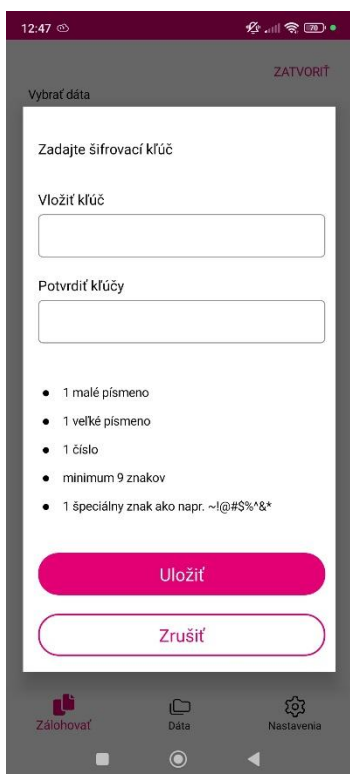 12:47
70
ZATVORIŤ
Vybrať dáta
Zadajte šifrovací kľúč
Vložiť kľúč
Potvrdiť kľúčy
1 malé písmeno
1 veľké písmeno
1 číslo
minimum 9 znakov
1 špeciálny znak ako napr. ~!@#$%^&*
Uložiť
Zrušiť
Zálohovať Dáta Nastavenia